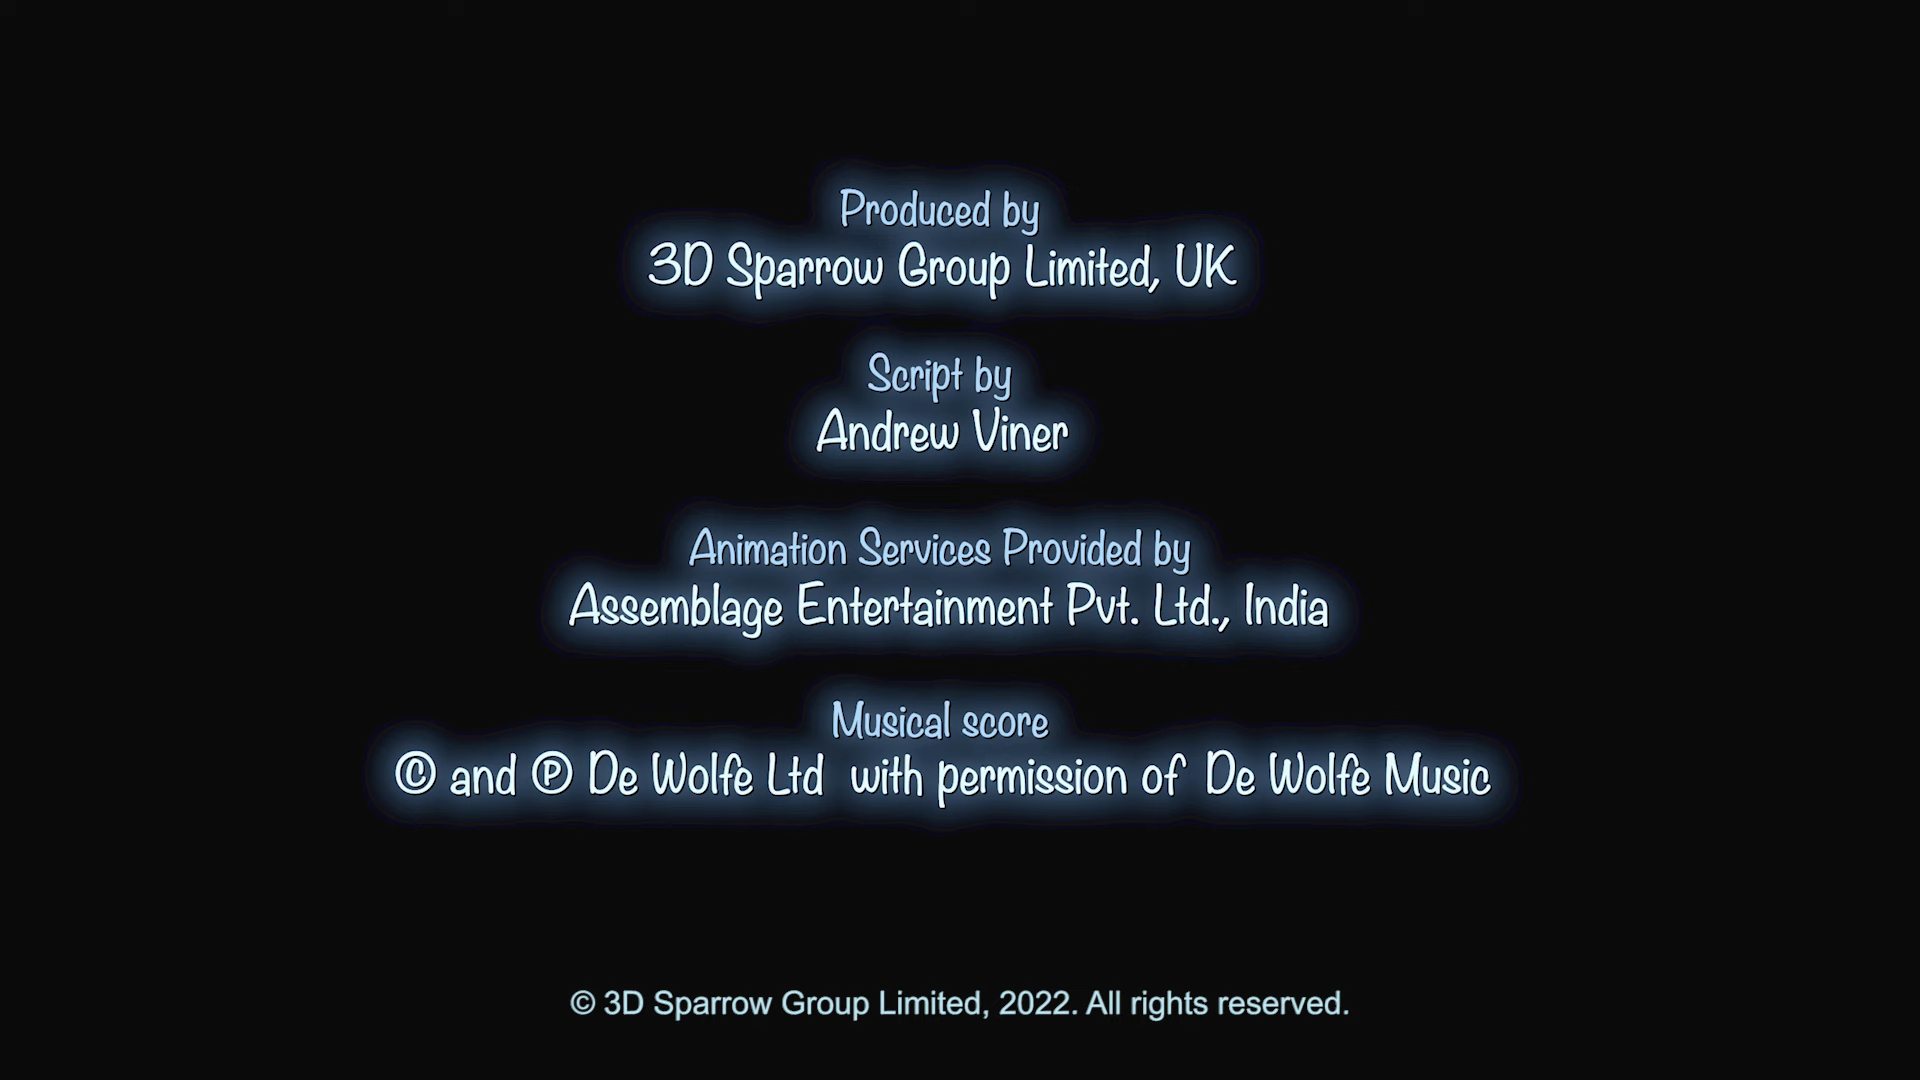 Produced by
3D Sparrow Group Limited, UK
Script by
Andrew Viner
Animation Services Provided by
Assemblage Entertainment Pvt. Ltd., India
Musical score
© and ℗ De Wolfe Ltd  with permission of  De Wolfe Music
© 3D Sparrow Group Limited, 2022. All rights reserved.